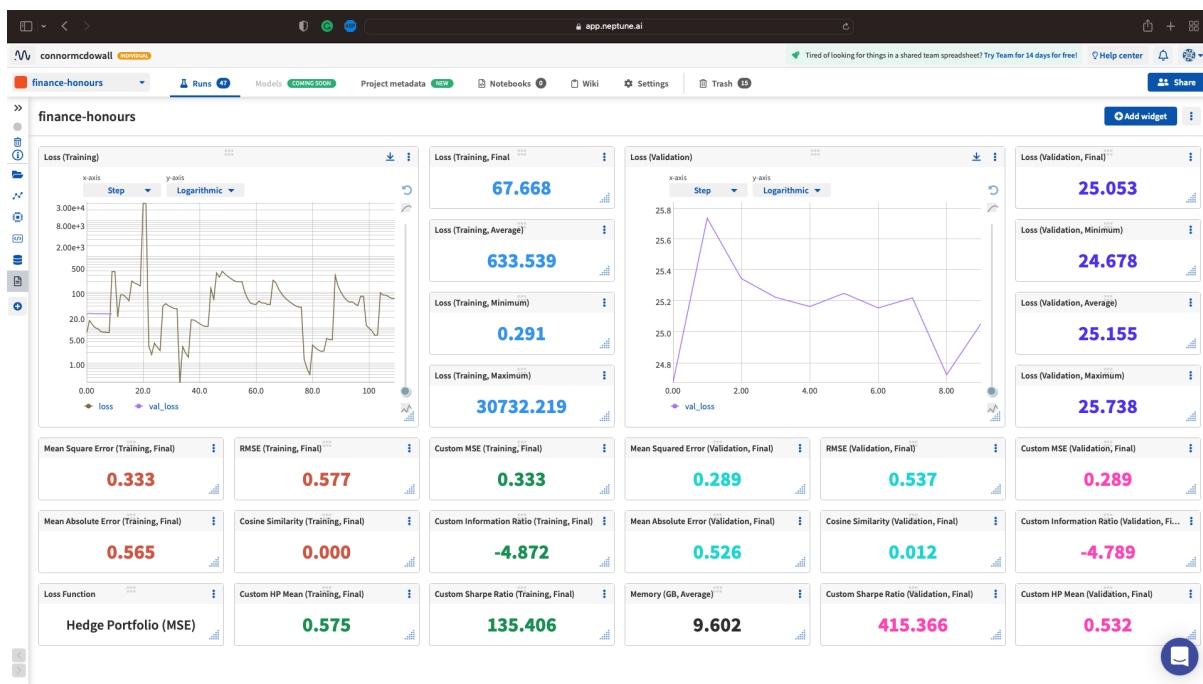 app.neptune.ai
connormcdowall INDIVIDUAL
Tired of looking for things in a shared team spreadsheet? Try Team for 14 days for free!
Help center
finance-honours
Runs 47
Models COMING SOON
Project metadata NEW
Notebooks 0
Wiki
Settings
Trash 15
Share
finance-honours
Add widget
Loss (Training)
x-axis
y-axis
Step
Logarithmic
3.00e+4
8.00e+3
2.00e+3
500
100
20.0
5.00
1.00
0.00 20.0 40.0 60.0 80.0 100
loss val_loss
Loss (Training, Final
67.668
Loss (Training, Average)
633.539
Loss (Training, Minimum)
0.291
Loss (Training, Maximum)
30732.219
Loss (Validation)
x-axis
y-axis
Step
Logarithmic
25.8
25.6
25.4
25.2
25.0
24.8
0.00 2.00 4.00 6.00 8.00
val_loss
Loss (Validation, Final)
25.053
Loss (Validation, Minimum)
24.678
Loss (Validation, Average)
25.155
Loss (Validation, Maximum)
25.738
Mean Square Error (Training, Final)
0.333
RMSE (Training, Final)
0.577
Custom MSE (Training, Final)
0.333
Mean Squared Error (Validation, Final)
0.289
RMSE (Validation, Final)
0.537
Custom MSE (Validation, Final)
0.289
Mean Absolute Error (Training, Final)
0.565
Cosine Similarity (Training, Final)
0.000
Custom Information Ratio (Training, Final)
-4.872
Mean Absolute Error (Validation, Final)
0.526
Cosine Similarity (Validation, Final)
0.012
Custom Information Ratio (Validation, Fi...
-4.789
Loss Function
Hedge Portfolio (MSE)
Custom HP Mean (Training, Final)
0.575
Custom Sharpe Ratio (Training, Final)
135.406
Memory (GB, Average)
9.602
Custom Sharpe Ratio (Validation, Final)
415.366
Custom HP Mean (Validation, Final)
0.532